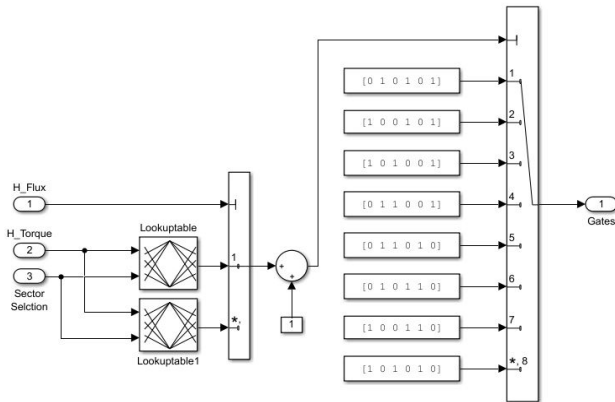 H_Flux
1
H_Torque
2
3
Sector
Selction
Lookuptable
Lookuptable1
1
*,
+
+
1
[0 1 0 1 0 1]
[1 0 0 1 0 1]
[1 0 1 0 0 1]
[0 1 1 0 0 1]
[0 1 1 0 1 0]
[0 1 0 1 1 0]
[1 0 0 1 1 0]
[1 0 1 0 1 0]
1
2
3
4
5
6
7
*, 8
1
Gates